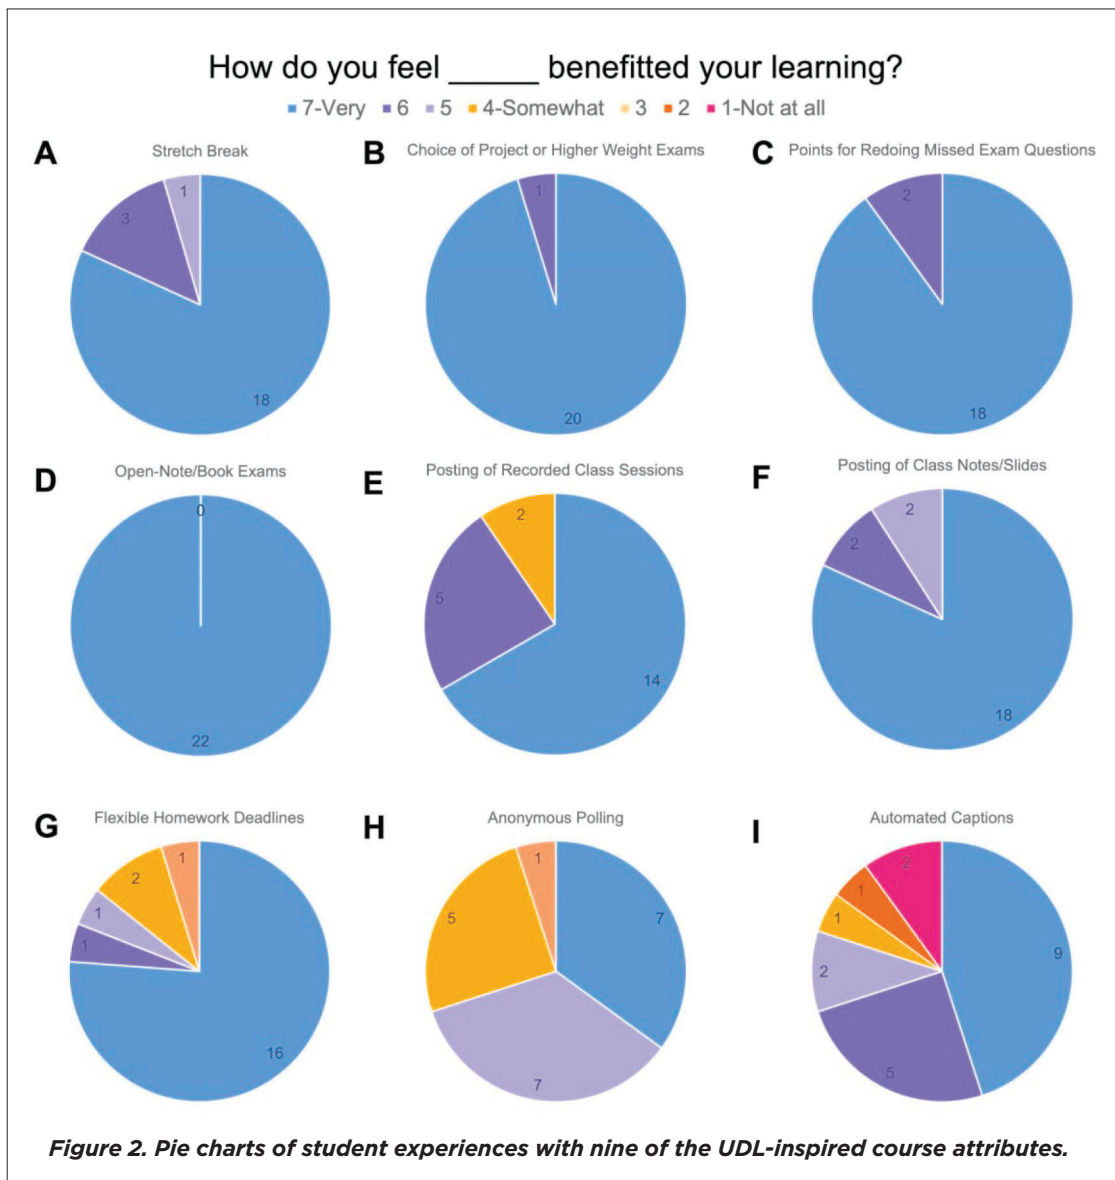 How do you feel _____ benefitted your learning?
7-Very 6 5 4-Somewhat 3 2 1-Not at all
A Stretch Break
1
3
18
B Choice of Project or Higher Weight Exams
1
20
C Points for Redoing Missed Exam Questions
2
18
D Open-Note/Book Exams
0
22
E Posting of Recorded Class Sessions
2
5
14
F Posting of Class Notes/Slides
2
2
18
G Flexible Homework Deadlines
1
2
1
1
16
H Anonymous Polling
1
5
7
7
I Automated Captions
2
1
1
2
9
5
Figure 2. Pie charts of student experiences with nine of the UDL-inspired course attributes.